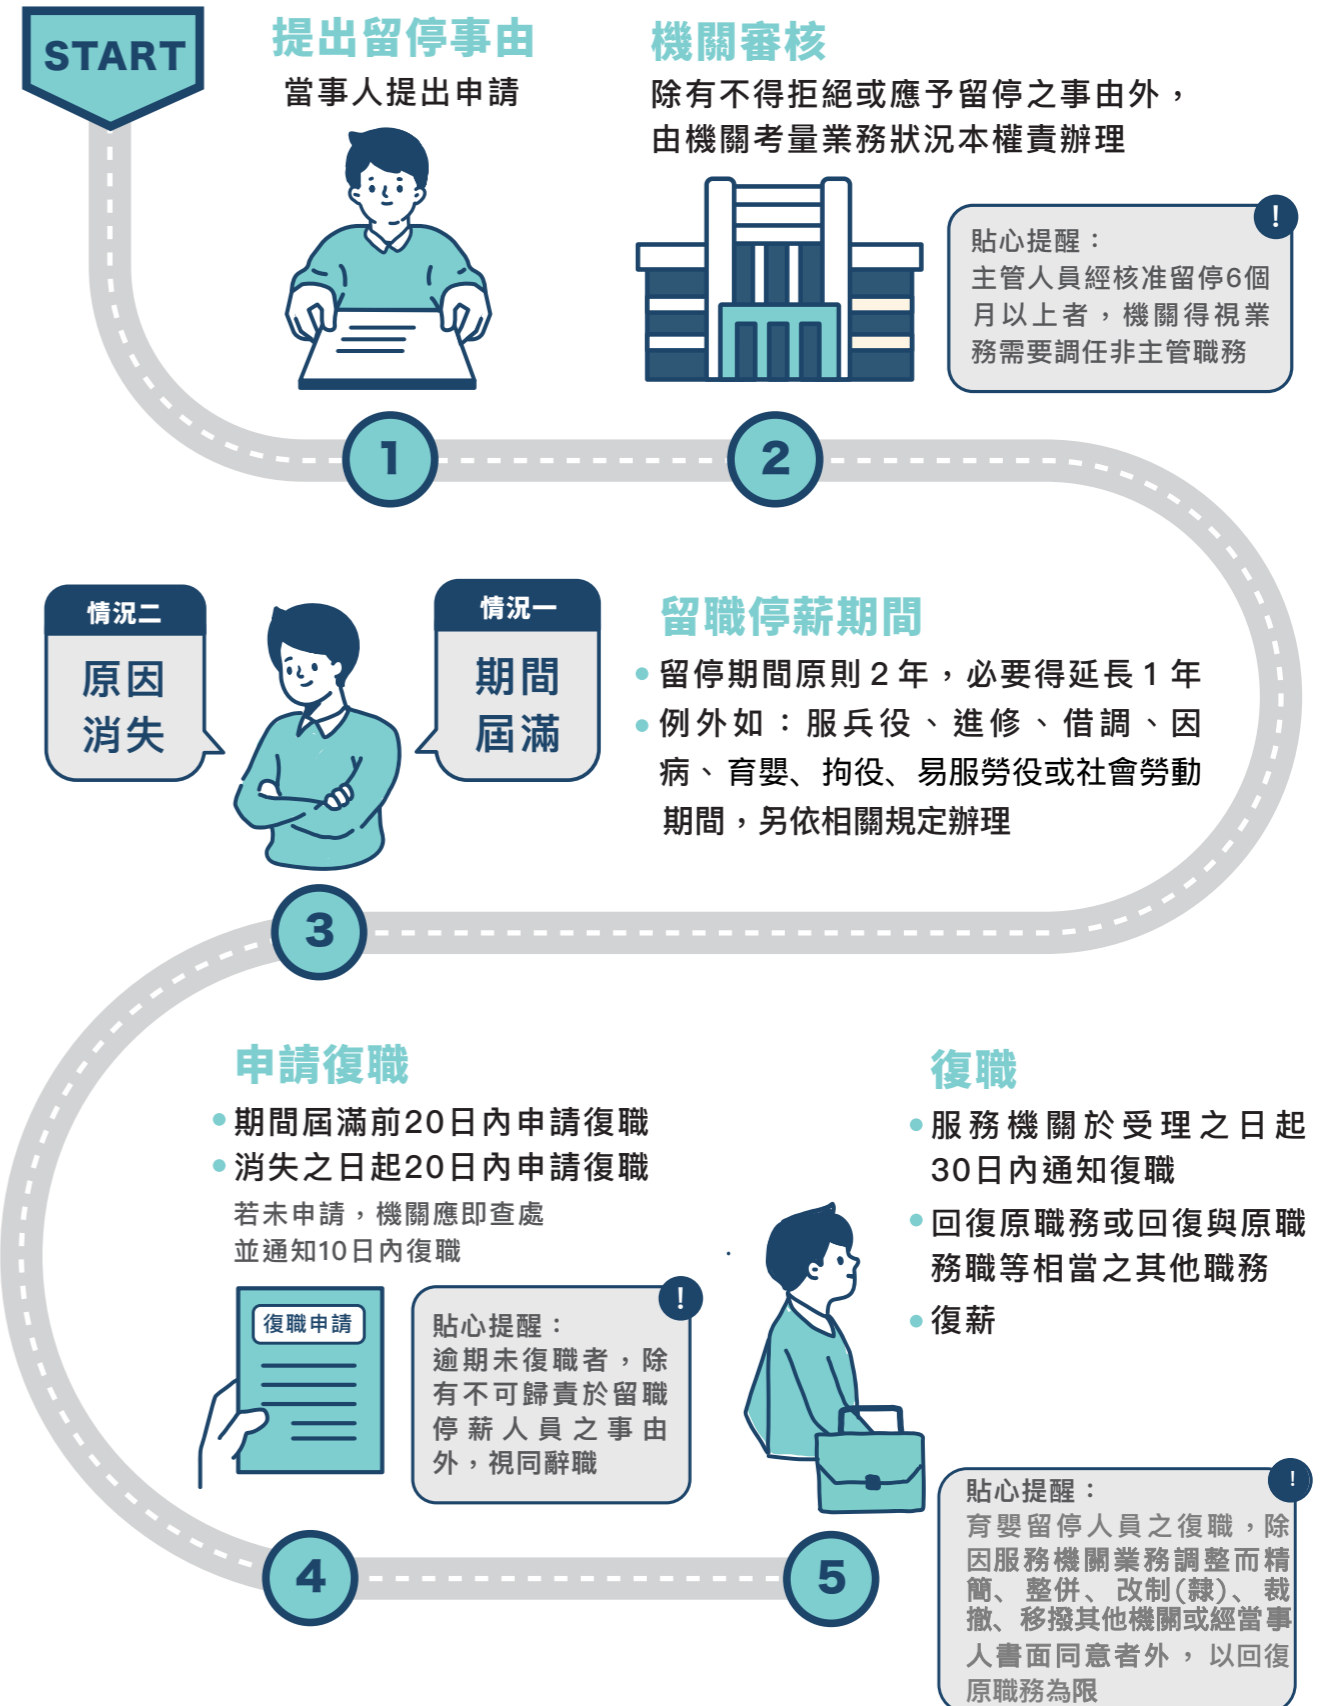 START
提出留停事由
當事人提出申請
機關審核
除有不得拒絕或應予留停之事由外，
由機關考量業務狀況本權責辦理
!
貼心提醒：
主管人員經核准留停6個
月以上者，機關得視業
務需要調任非主管職務
1
2
情況二
原因
消失
情況一
期間
屆滿
留職停薪期間
留停期間原則2年，必要得延長1年
例外如：服兵役、進修、借調、因
病、育嬰、拘役、易服勞役或社會勞動
期間，另依相關規定辦理
3
申請復職
期間屆滿前20日內申請復職
消失之日起20日內申請復職
若未申請，機關應即查處
並通知10日內復職
復職申請
!
貼心提醒：
逾期未復職者，除
有不可歸責於留職
停薪人員之事由
外，視同辭職
復職
服務機關於受理之日起
30日內通知復職
回復原職務或回復與原職
務職等相當之其他職務
復薪
!
貼心提醒：
育嬰留停人員之復職，除
因服務機關業務調整而精
簡、整併、改制(隸)、裁
撤、移撥其他機關或經當事
人書面同意者外，以回復
原職務為限
4
5